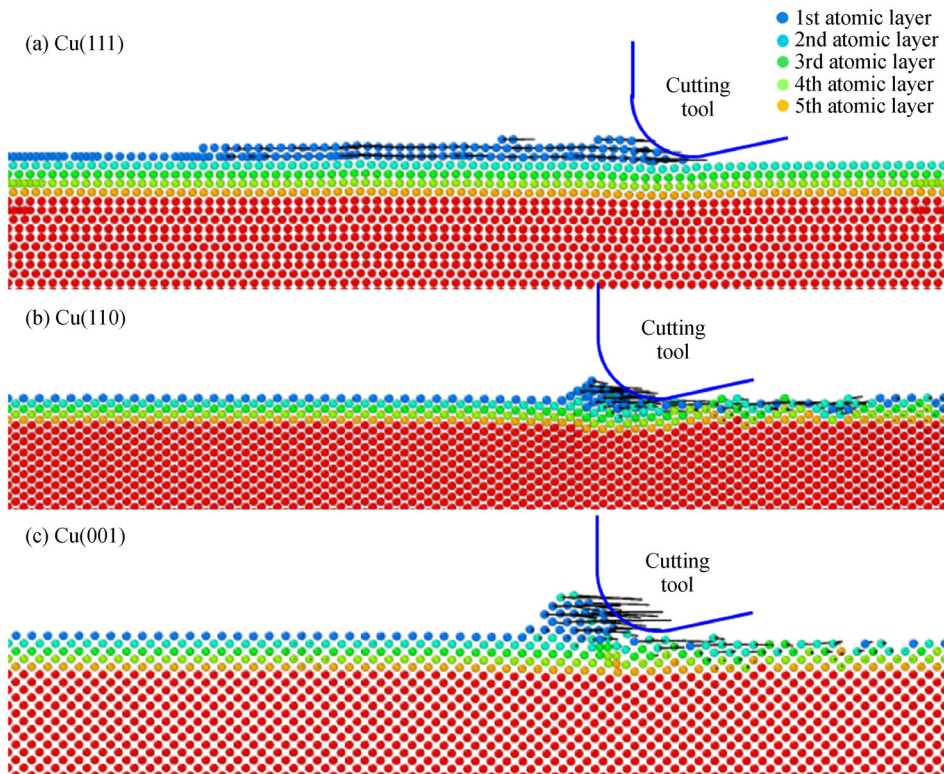 (a) Cu(111)
1st atomic layer
2nd atomic layer
3rd atomic layer
4th atomic layer
5th atomic layer
Cutting
tool
(b) Cu(110)
Cutting
tool
(c) Cu(001)
Cutting
tool